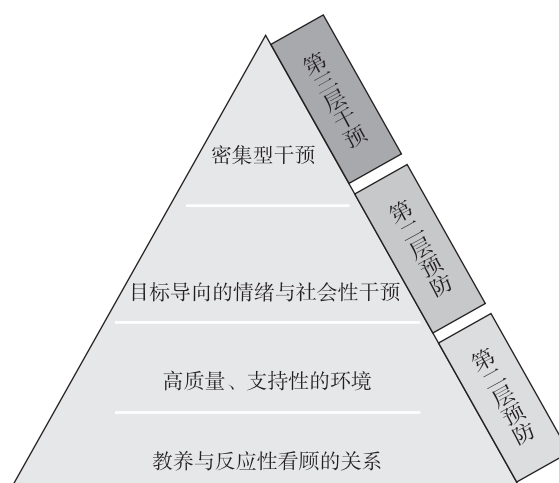 第三层干预
密集型干预
第二层预防
目标导向的情绪与社会性干预
高质量、支持性的环境
第二层预防
教养与反应性看顾的关系